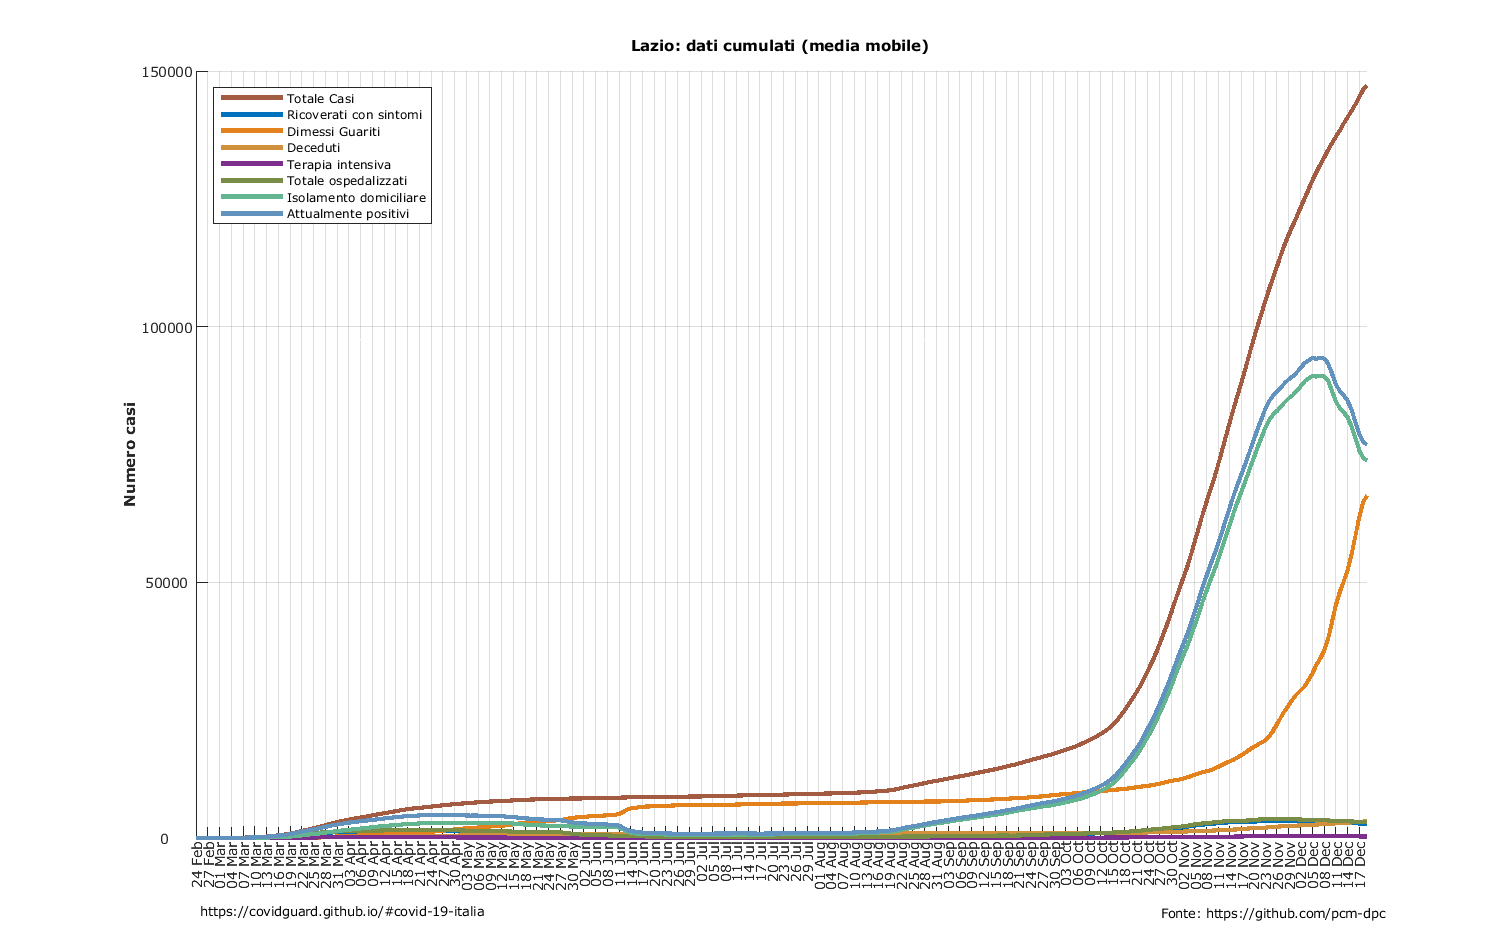 Lazio: dati cumulati (media mobile)
Numero casi
150000
100000
50000
0
Totale Casi
Ricoverati con sintomi
Dimessi Guariti
Deceduti
Terapia intensiva
Totale ospedalizzati
Isolamento domiciliare
Attualmente positivi
24 Feb
27 Feb
01 Mar
04 Mar
07 Mar
10 Mar
13 Mar
16 Mar
19 Mar
22 Mar
25 Mar
28 Mar
31 Mar
03 Apr
06 Apr
09 Apr
12 Apr
15 Apr
18 Apr
21 Apr
24 Apr
27 Apr
30 Apr
03 May
06 May
09 May
12 May
15 May
18 May
21 May
24 May
27 May
30 May
02 Jun
05 Jun
08 Jun
11 Jun
14 Jun
17 Jun
20 Jun
23 Jun
26 Jun
29 Jun
02 Jul
05 Jul
08 Jul
11 Jul
14 Jul
17 Jul
20 Jul
23 Jul
26 Jul
29 Jul
01 Aug
04 Aug
07 Aug
10 Aug
13 Aug
16 Aug
19 Aug
22 Aug
25 Aug
28 Aug
31 Aug
03 Sep
06 Sep
09 Sep
12 Sep
15 Sep
18 Sep
21 Sep
24 Sep
27 Sep
30 Sep
03 Oct
06 Oct
09 Oct
12 Oct
15 Oct
18 Oct
21 Oct
24 Oct
27 Oct
30 Oct
02 Nov
05 Nov
08 Nov
11 Nov
14 Nov
17 Nov
20 Nov
23 Nov
26 Nov
29 Nov
02 Dec
05 Dec
08 Dec
11 Dec
14 Dec
17 Dec
https://covidguard.github.io/#covid-19-italia
Fonte: https://github.com/pcm-dpc